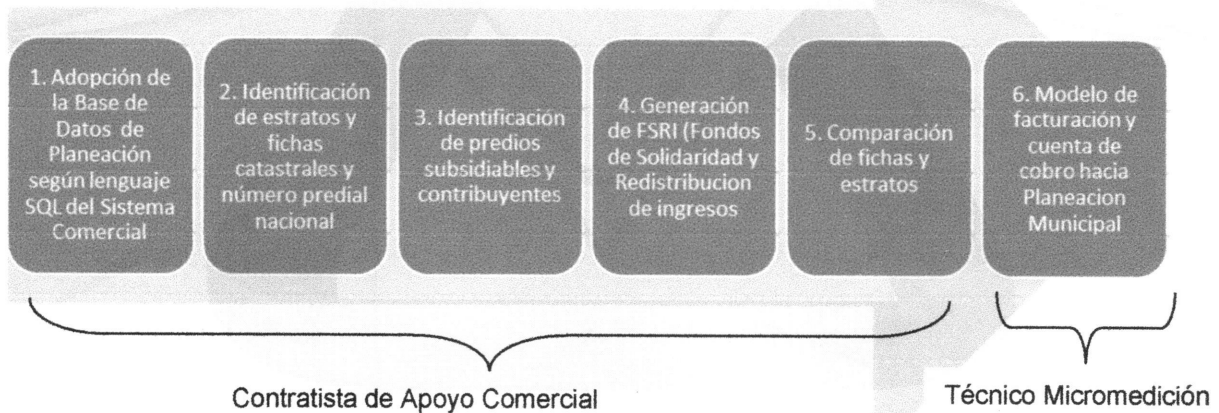 1. Adopción de
la Base de
Datos de
Planeación
según lenguaje
SQL del Sistema
Comercial
2. Identificación
de estratos y
fichas
catastrales y
número predial
nacional
3. Identificación
de predios
subsidiables y
contribuyentes
4. Generación
de FSRI (Fondos
de Solidaridad y
Redistribucion
de ingresos
5. Comparación
de fichas y
estratos
6. Modelo de
facturación y
cuenta de
cobro hacia
Planeacion
Municipal
Contratista de Apoyo Comercial
Técnico Micromedición